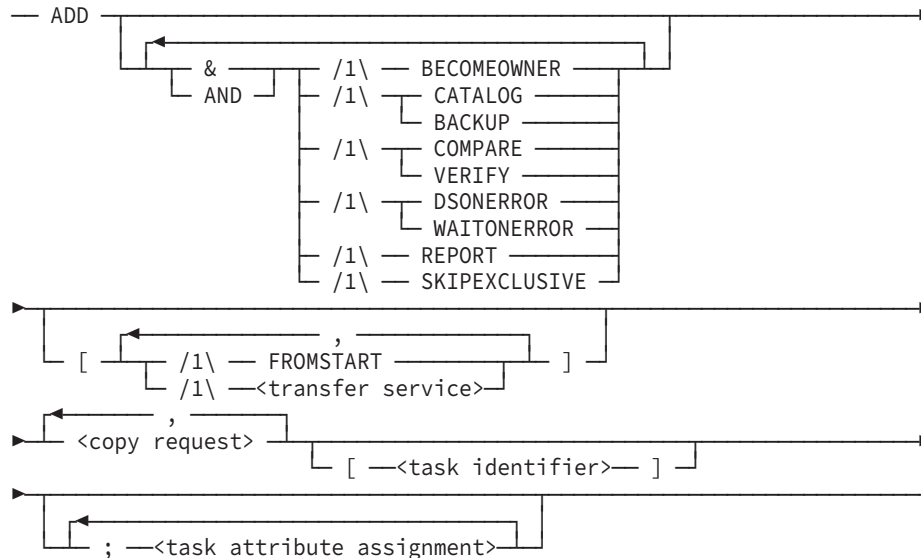 ADD
& /1\ BECOMEOWNER
AND /1\ CATALOG
BACKUP
/1\ COMPARE
VERIFY
/1\ DSONERROR
WAITONERROR
/1\ REPORT
/1\ SKIPEXCLUSIVE
,
[ /1\ FROMSTART ]
/1\ <transfer service>
,
<copy request>
[ <task identifier> ]
; <task attribute assignment>